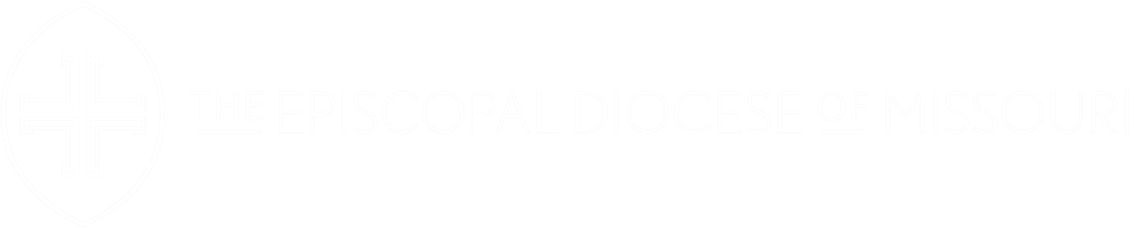 THE EPISCOPAL DIOCESE OF MISSOURI